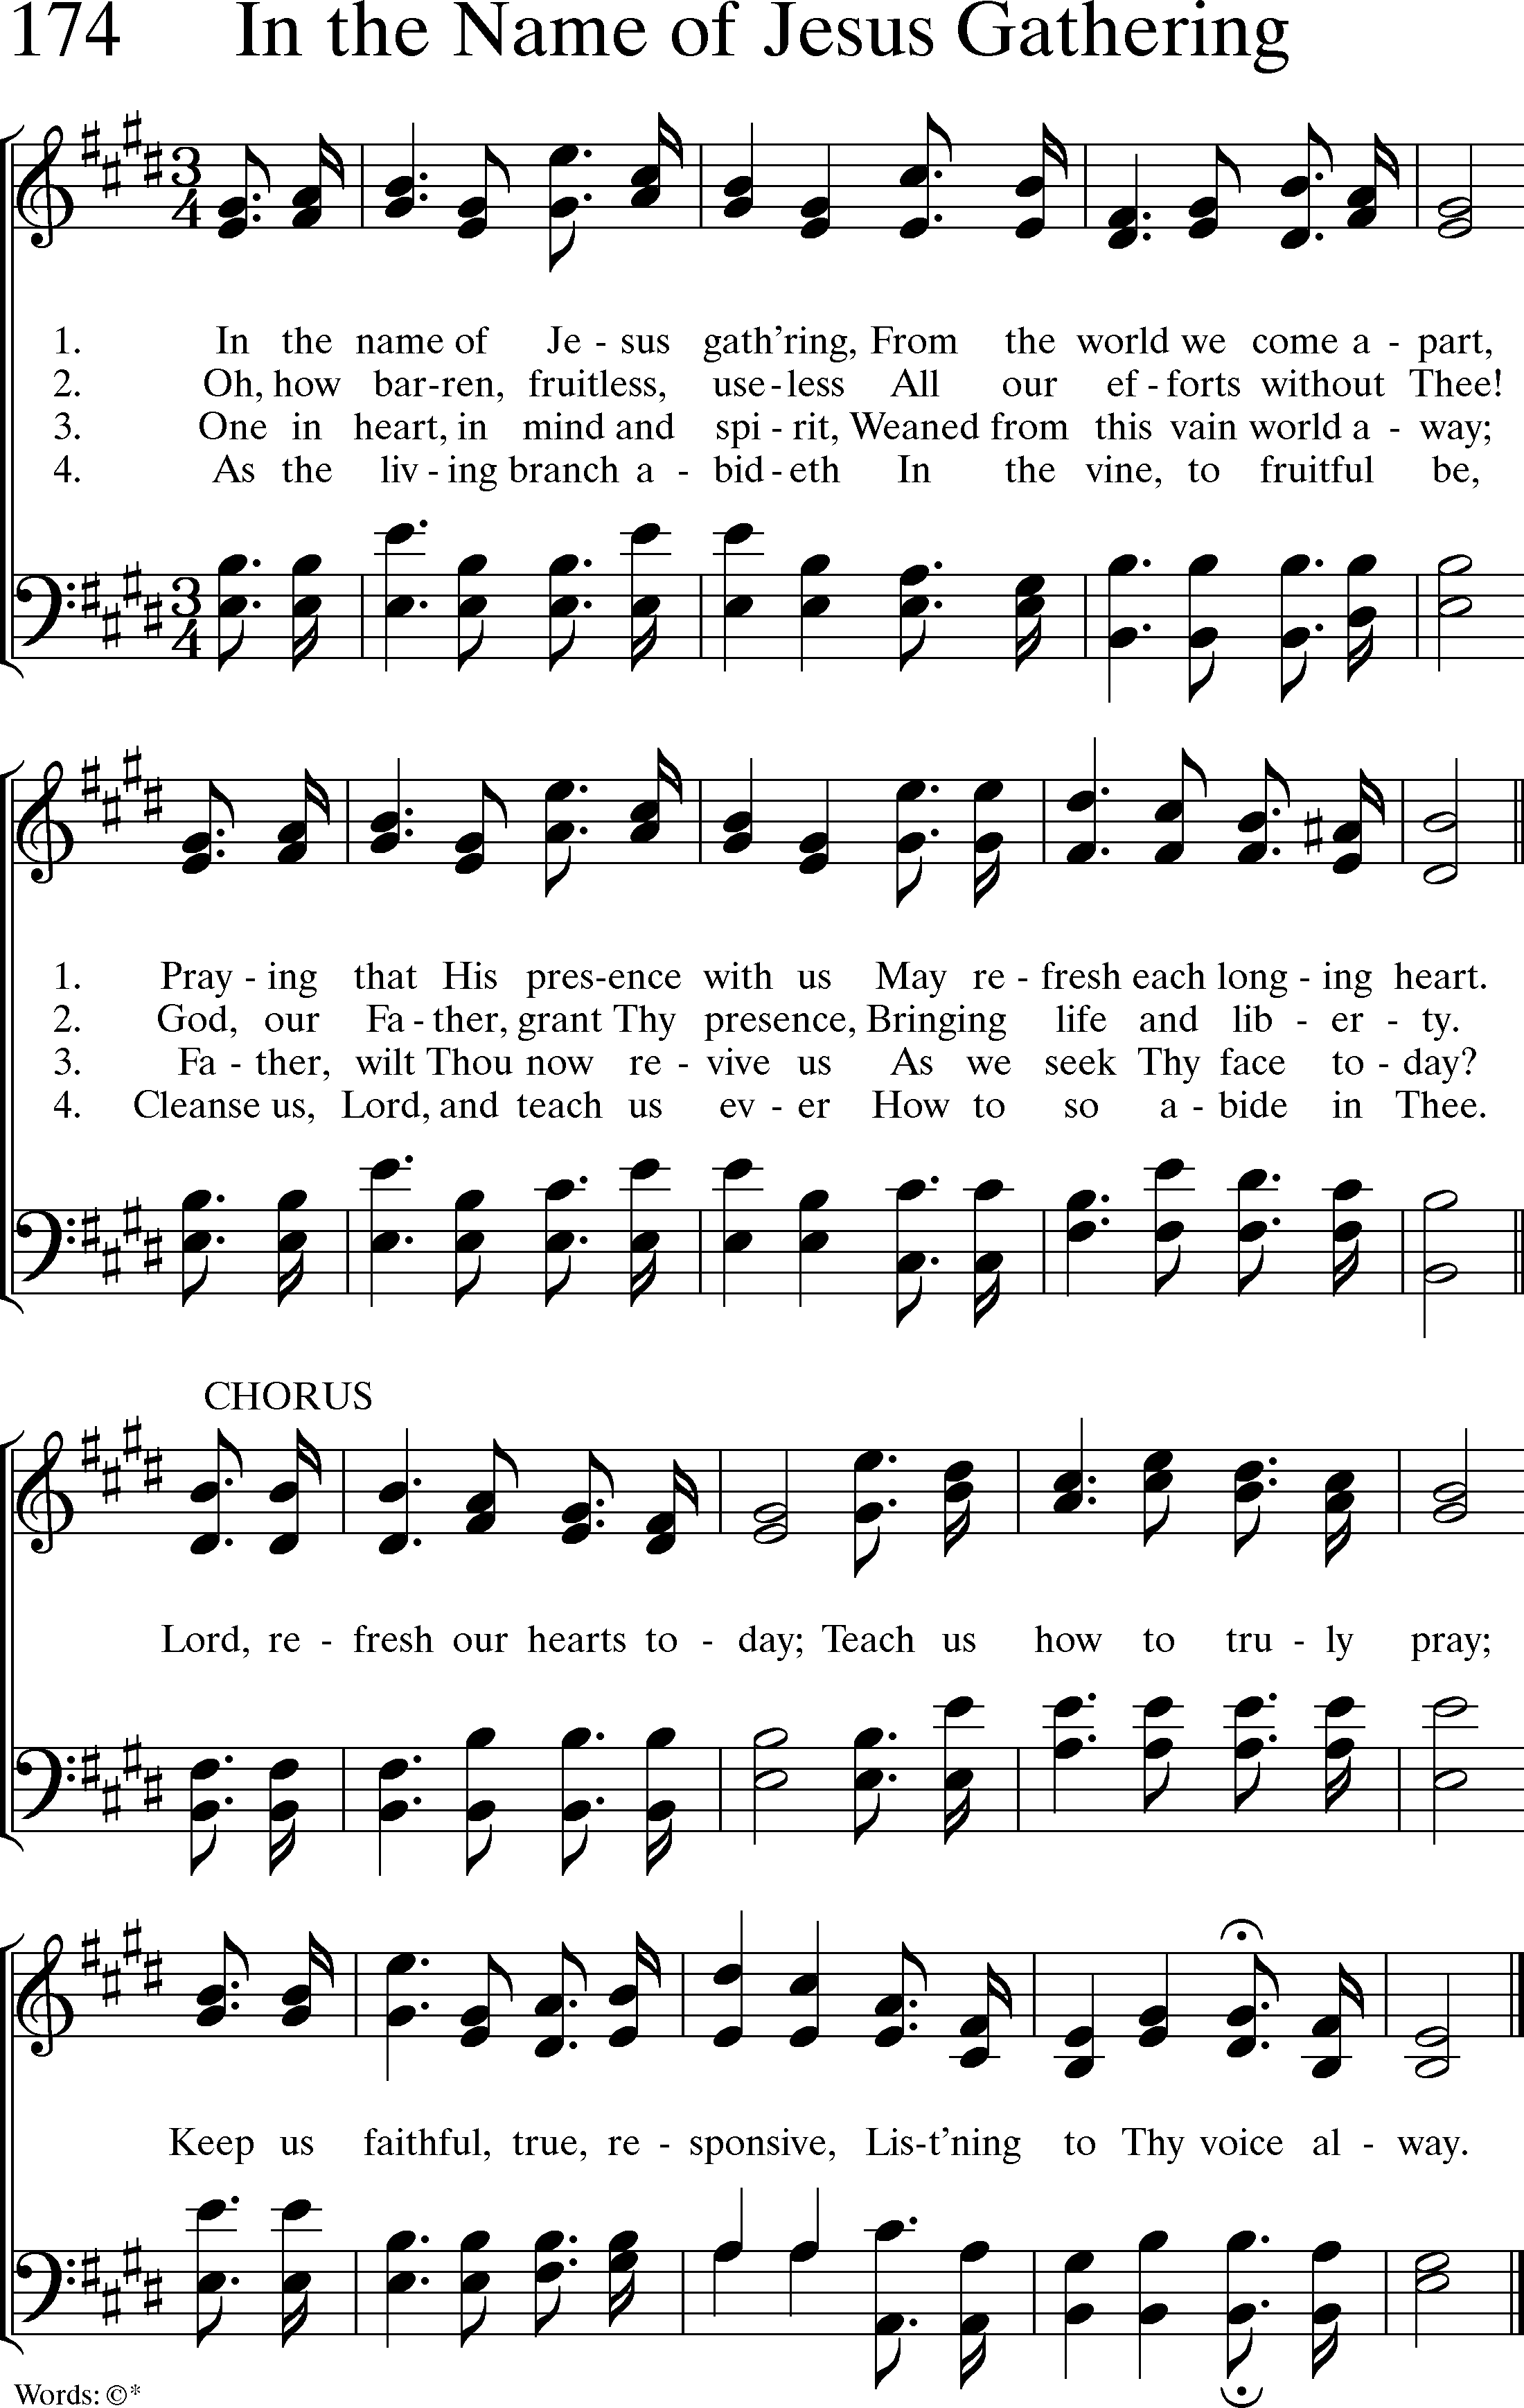 174 In the Name of Jesus Gathering
1. In the name of Je - sus gath’ring, From the world we come a - part,
2. Oh, how bar-ren, fruitless, use-less All our ef - forts without Thee!
3. One in heart, in mind and spi - rit, Weaned from this vain world a - way;
4. As the liv - ing branch a - bid-eth In the vine, to fruitful be,
1. Pray - ing that His pres-ence with us May re - fresh each long - ing heart.
2. God, our Fa - ther, grant Thy presence, Bringing life and lib - er - ty.
3. Fa - ther, wilt Thou now re - vive us As we seek Thy face to - day?
4. Cleanse us, Lord, and teach us ev - er How to so a - bide in Thee.
CHORUS
Lord, re - fresh our hearts to - day; Teach us how to tru - ly pray;
Keep us faithful, true, re - sponsive, Lis-t’ning to Thy voice al - way.
Words: ©*